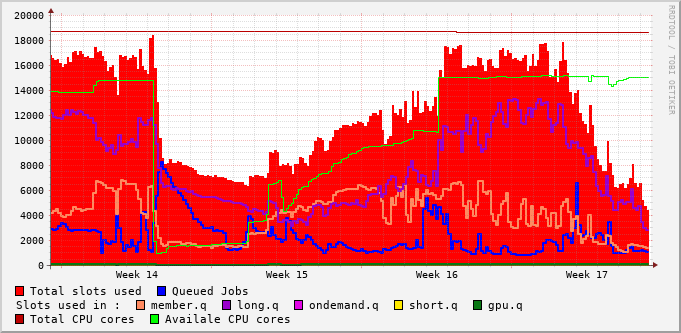 20000
18000
16000
14000
12000
10000
8000
6000
4000
2000
0
Week 14 Week 15 Week 16 Week 17
RRDTOOL / TOBI OETIKER
Total slots used Queued Jobs
Slots used in : member.q long.q ondemand.q short.q gpu.q
Total CPU cores Availale CPU cores